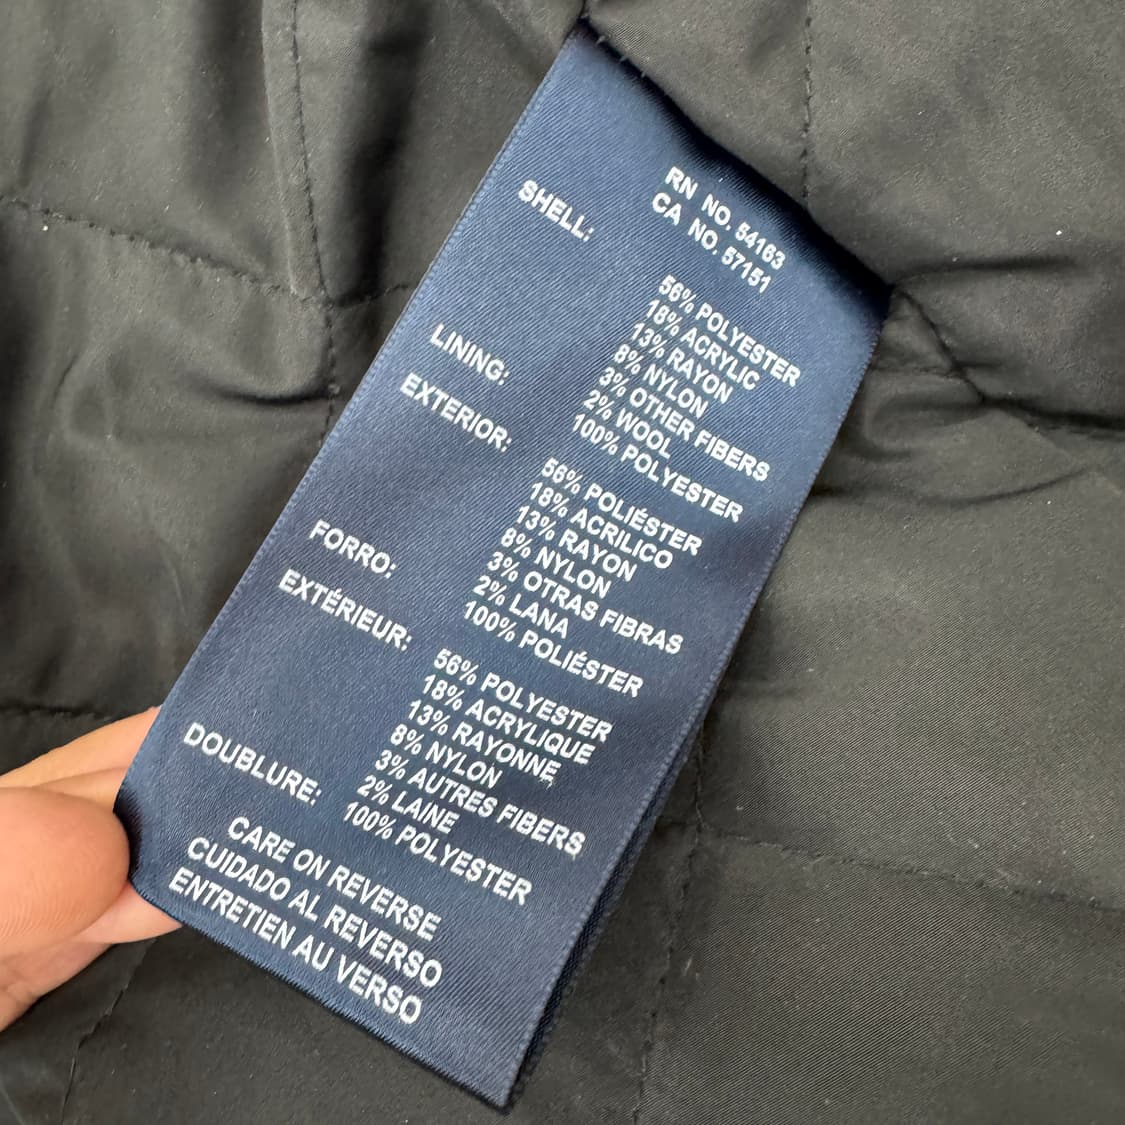 RN NO. 54163
CA NO. 57151
SHELL:
56% POLYESTER
18% ACRYLIC
13% RAYON
8% NYLON
3% OTHER FIBERS
2% WOOL
LINING:
100% POLYESTER
EXTERIOR:
56% POLIÉSTER
18% ACRILICO
13% RAYON
8% NYLON
3% OTRAS FIBRAS
2% LANA
FORRO:
100% POLIÉSTER
EXTÉRIEUR:
56% POLYESTER
18% ACRYLIQUE
13% RAYONNE
8% NYLON
3% AUTRES FIBERS
2% LAINE
DOUBLURE:
100% POLYESTER
CARE ON REVERSE
CUIDADO AL REVERSO
ENTRETIEN AU VERSO